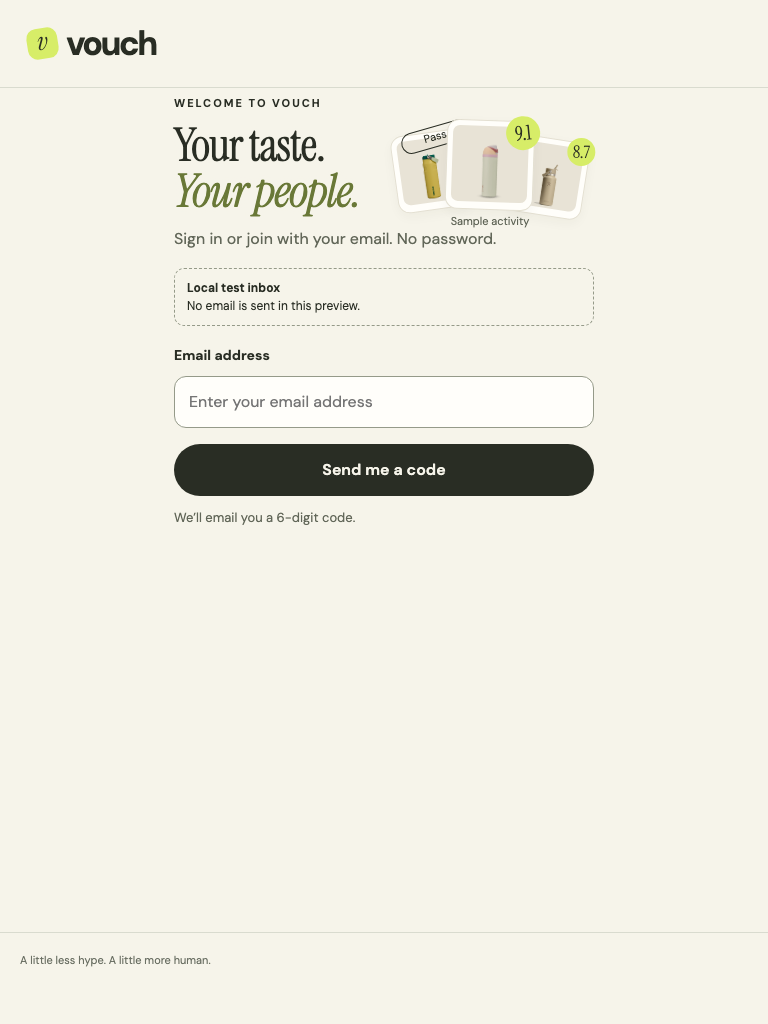 v vouch
WELCOME TO VOUCH
Your taste.
Your people.
Pass
9.1
8.7
Sample activity
Sign in or join with your email. No password.
Local test inbox
No email is sent in this preview.
Email address
Enter your email address
Send me a code
We’ll email you a 6-digit code.
A little less hype. A little more human.